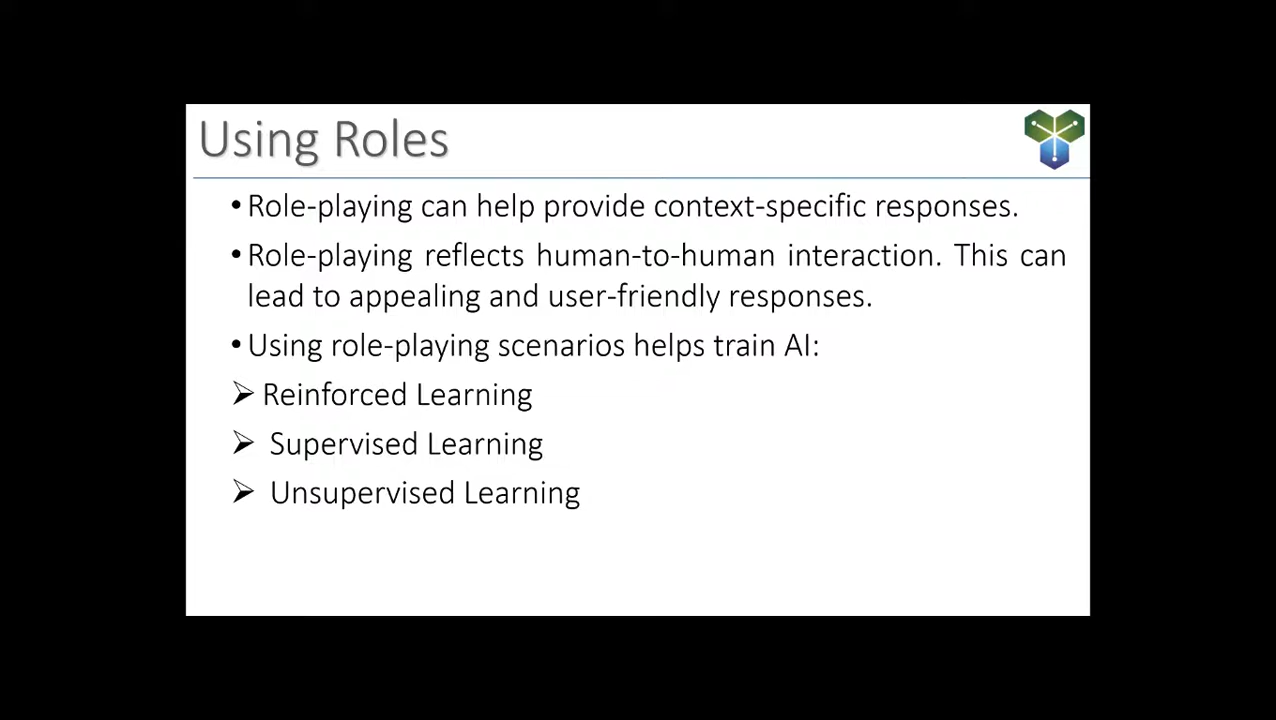 Using Roles
•Role-playing can help provide context-specific responses.
•Role-playing reflects human-to-human interaction. This can
lead to appealing and user-friendly responses.
•Using role-playing scenarios helps train AI:
➢ Reinforced Learning
➢ Supervised Learning
➢ Unsupervised Learning